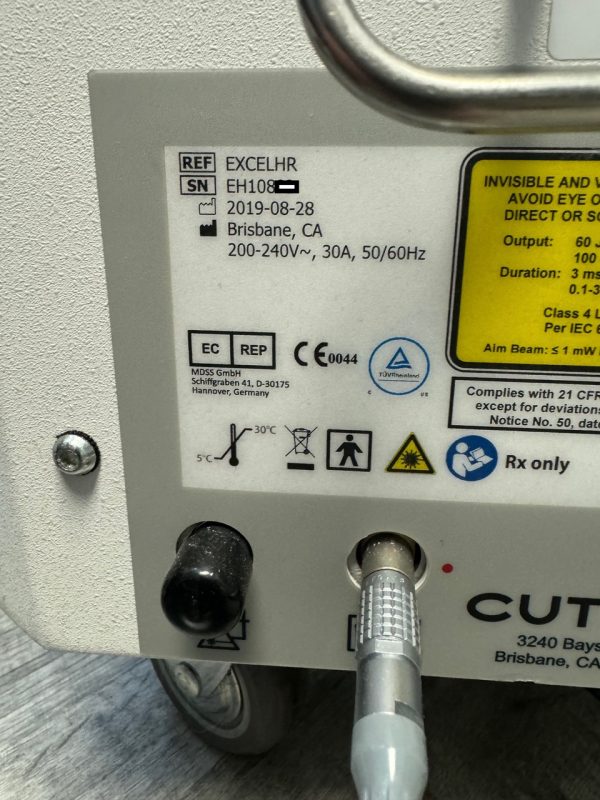 REF EXCELHR
SN EH108
2019-08-28
Brisbane, CA
200-240V~, 30A, 50/60Hz
EC REP CE0044
TÜVRheinland
C US
MDSS GmbH
Schiffgraben 41, D-30175
Hannover, Germany
5°C 30°C
Rx only
INVISIBLE AND V
AVOID EYE O
DIRECT OR SC
Output: 60 J
100
Duration: 3 ms
0.1-3
Class 4 L
Per IEC 6
Aim Beam: ≤ 1 mW
Complies with 21 CFR
except for deviations
Notice No. 50, date
CUT
3240 Bays
Brisbane, CA